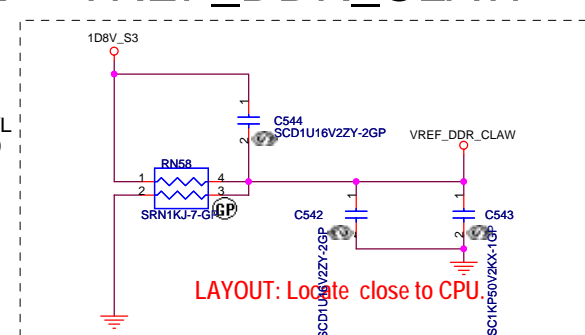 VREF_DDR_CLAW
1D8V_S3
1
C544
SCD1U16V2ZY-2GP
2
VREF_DDR_CLAW
RN58
1
4
2
3
SRN1KJ-7-GP
GP
1
1
C542
C543
2
2
SCD1U16V2ZY-2GP
SC1KP50V2KX-1GP
LAYOUT: Locate close to CPU.